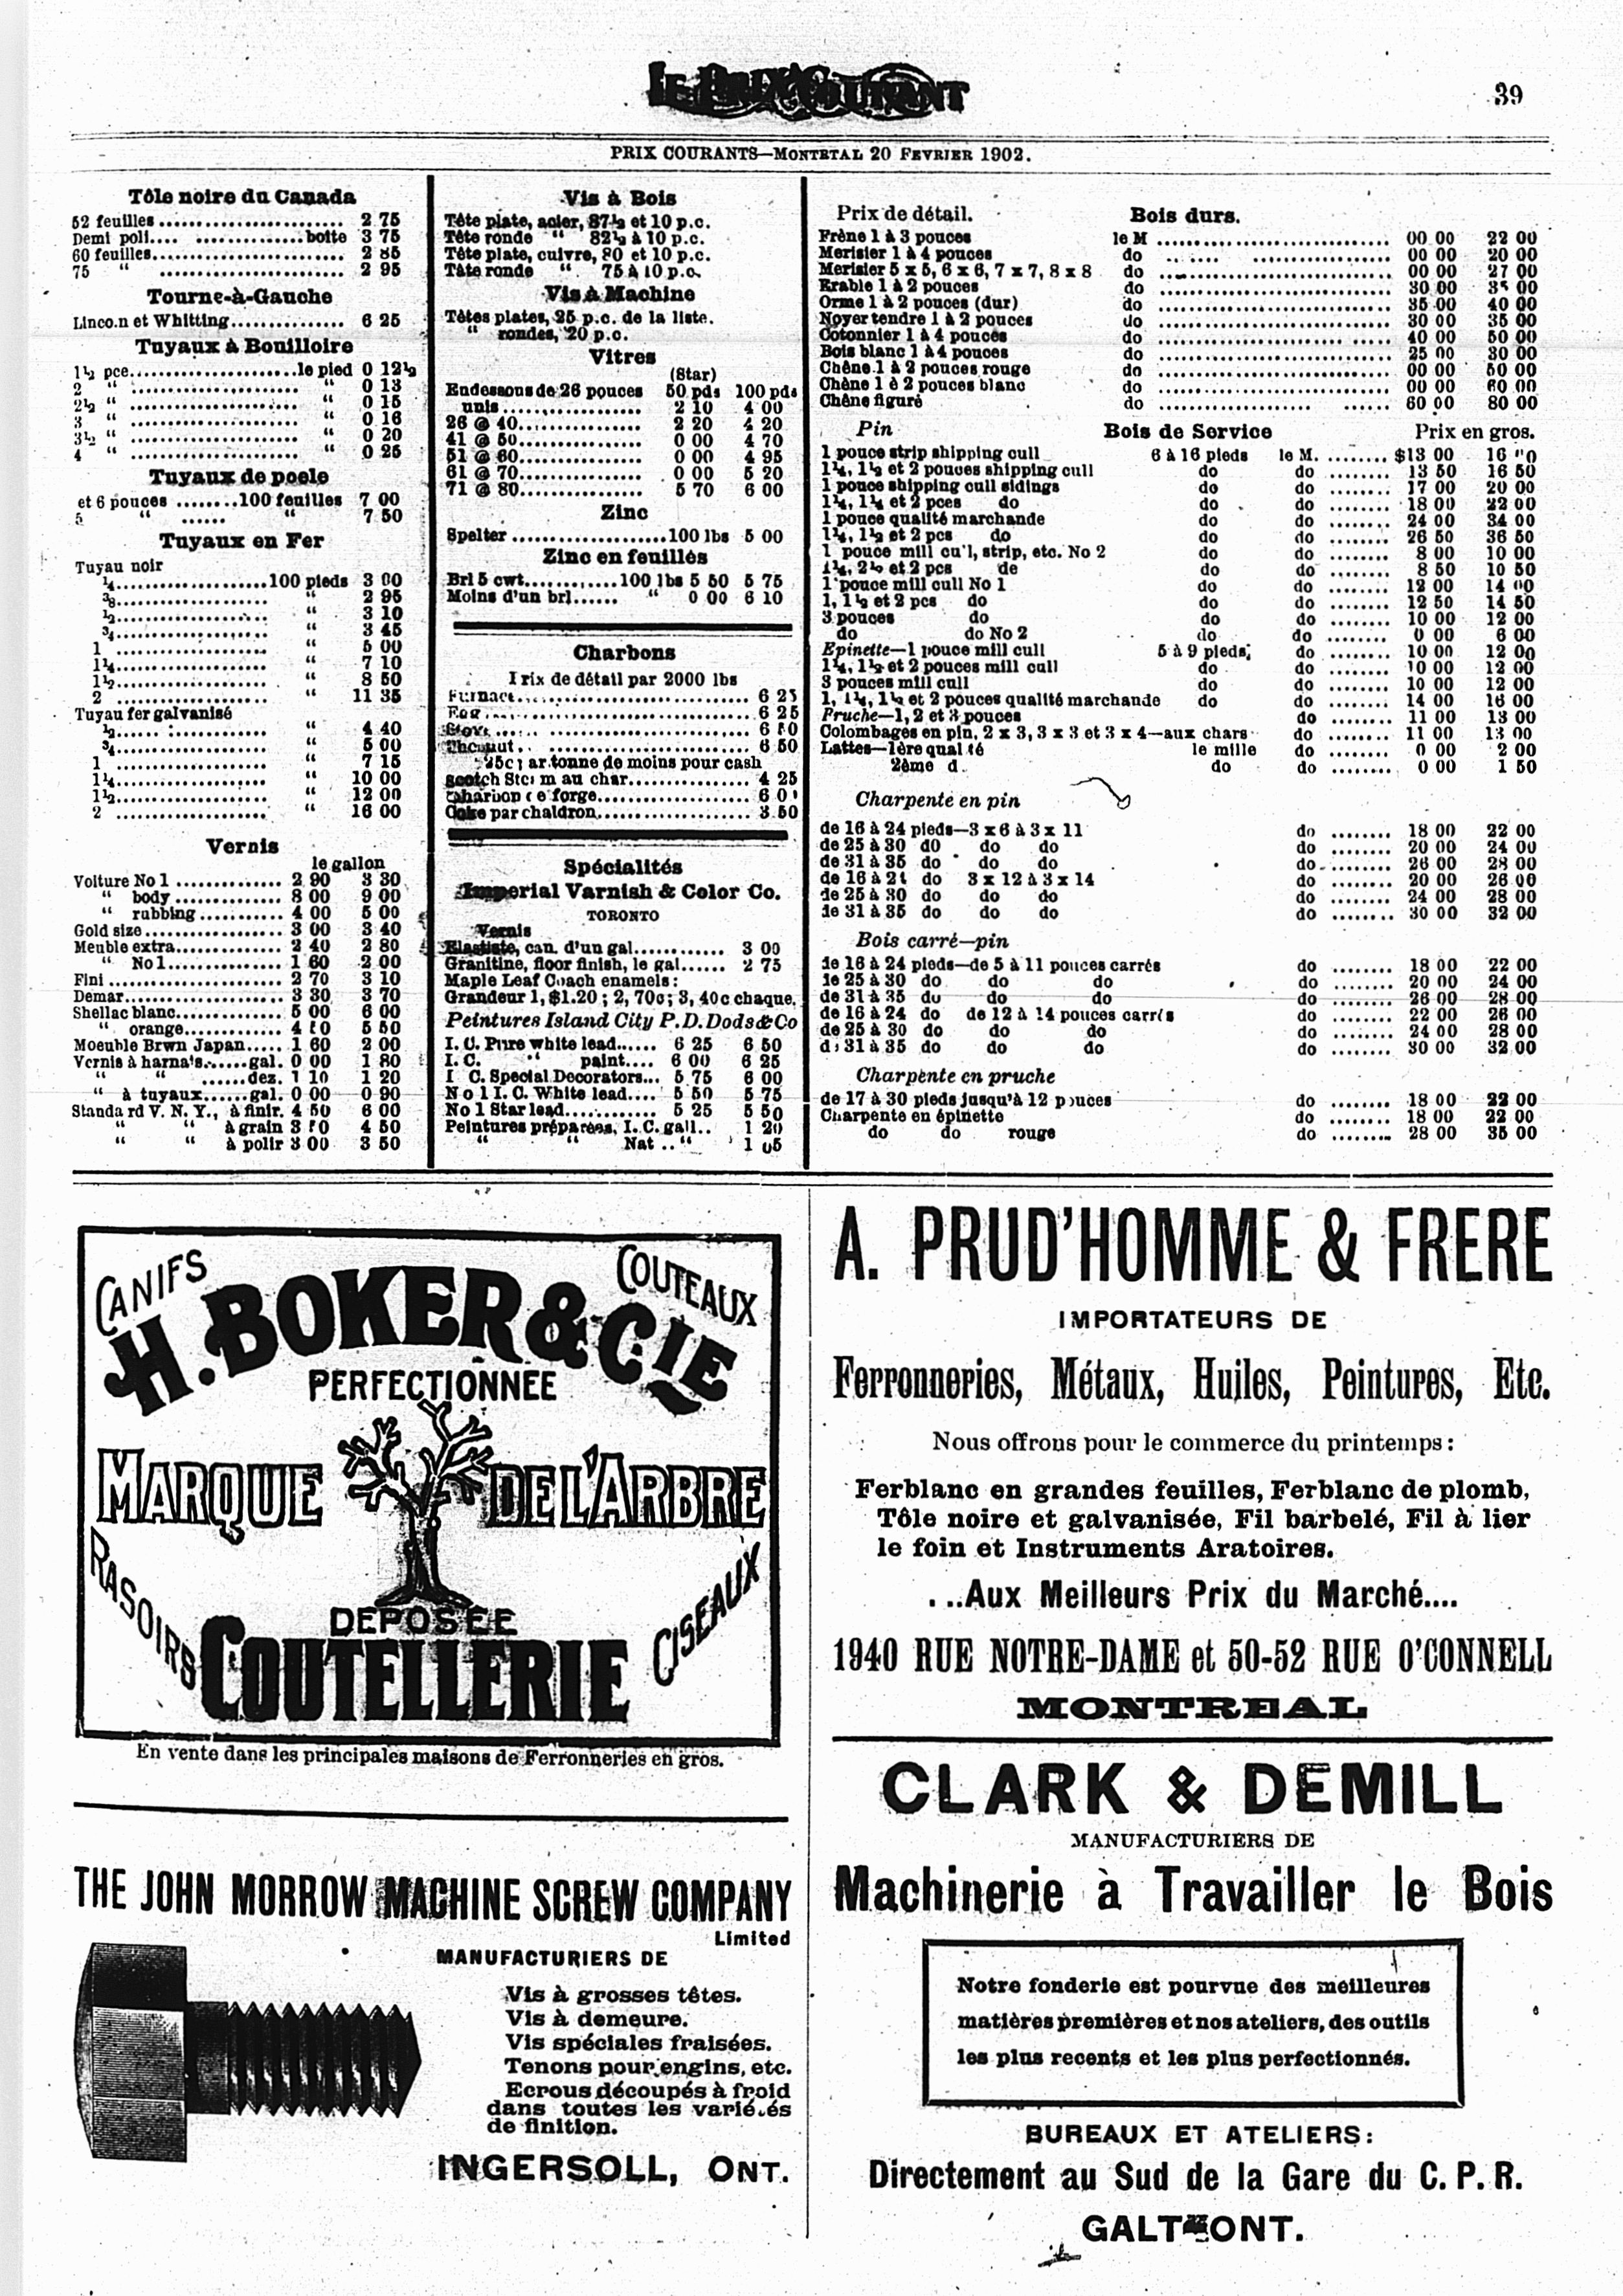 LE PRIX COURANT
39
PRIX COURANTS—MONTRTAL 20 FEVRIER 1902.
Tôle noire du Canada
52 feuilles ........................ 2 75
Demi poli.... ..............boîte 3 75
60 feuilles......................... 2 85
75 " ......................... 2 95
Tourne-à-Gauche
Linco.n et Whitting............... 6 25
Tuyaux à Bouilloire
1½ pce......................le pied 0 12½
2 " ...................... " 0 13
2½ " ...................... " 0 15
3 " ...................... " 0 16
3½ " ...................... " 0 20
4 " ...................... " 0 25
Tuyaux de poele
et 6 pouces ........100 feuilles 7 00
5 " ...... " 7 50
Tuyaux en Fer
Tuyau noir
¼....................100 pieds 3 00
⅜.................... " 2 95
½.................... " 3 10
¾.................... " 3 45
1 .................... " 5 00
1¼.................... " 7 10
1½.................... " 8 50
2 .................... " 11 35
Tuyau fer galvanisé
½.................... " 4 40
¾.................... " 5 00
1 .................... " 7 15
1¼.................... " 10 00
1½.................... " 12 00
2 .................... " 16 00
Vernis
le gallon
Voiture No 1 .............. 2 90 3 30
" body .............. 8 00 9 00
" rubbing ........... 4 00 5 00
Gold size .................. 3 00 3 40
Meuble extra.............. 2 40 2 80
" No 1............... 1 60 2 00
Fini ....................... 2 70 3 10
Demar..................... 3 30 3 70
Shellac blanc.............. 5 00 6 00
" orange............. 5 50
Moeuble Brwn Japan.... 1 60 2 00
Vernis à harna's......gal. 0 00 1 80
" " ......dez. 1 10 1 20
" à tuyaux......gal. 0 00 0 90
Standa rd V. N. Y., à finir. 4 50 6 00
" " à grain 4 50
" " à polir 3 00 3 50
Vis à Bois
Tête plate, acier, 87½ et 10 p.c.
Tête ronde " 82½ à 10 p.c.
Tête plate, cuivre, 80 et 10 p.c.
Tâte ronde " 75 à 10 p.c.
Vis à Machine
Têtes plates, 25 p.c. de la liste.
" rondes, 20 p.c.
Vitres
(Star)
Endessous de 26 pouces 50 pds 100 pds
unis................... 2 10 4 00
26 @ 40................ 2 20 4 20
41 @ 50................ 0 00 4 70
51 @ 60................ 0 00 4 95
61 @ 70................ 0 00 5 20
71 @ 80................ 5 70 6 00
Zinc
Spelter ....................100 lbs 5 00
Zinc en feuilles
Brl 5 cwt............100 lbs 5 50 5 75
Moins d'un brl...... " 0 00 6 10
Charbons
rix de détail par 2000 lbs
Furnace........................... 6 25
Egg ............................... 6 25
Stove .............................
Chesnut........................... 6 50
25c ar. tonne de moins pour cash
scotch au char................ 4 25
Charbon e forge....................
Coke par chaldron.................... 3 50
Spécialités
Imperial Varnish & Color Co.
TORONTO
Vernis
Elastite, can. d'un gal............ 3 00
Granitine, floor finish, le gal...... 2 75
Maple Leaf Coach enamels:
Grandeur 1, $1.20; 2, 70c; 3, 40c chaque.
Peintures Island City P. D. Dods & Co
I. C. Pure white lead...... 6 25 6 50
I. C. " paint.... 6 00 6 25
I C. Special Decorators... 5 75 6 00
No 1 I. C. White lead.... 5 50 5 75
No 1 Star lead............ 5 25 5 50
Peintures préparées, I. C. gall.. 1 20
" " Nat .. " 1 05
Prix de détail. Bois durs.
Frêne 1 à 3 pouces le M .............................. 00 00 22 00
Merisier 1 à 4 pouces do .............................. 00 00 20 00
Merisier 5 x 5, 6 x 6, 7 x 7, 8 x 8 do .............................. 00 00 27 00
Erable 1 à 2 pouces do .............................. 30 00 35 00
Orme 1 à 2 pouces (dur) do .............................. 35 00 40 00
Noyer tendre 1 à 2 pouces do .............................. 30 00 35 00
Cotonnier 1 à 4 pouces do .............................. 40 00 50 00
Bois blanc 1 à 4 pouces do .............................. 25 00 30 00
Chêne 1 à 2 pouces rouge do .............................. 00 00 50 00
Chêne 1 è 2 pouces blanc do .............................. 00 00 60 00
Chêne figuré do .............................. 60 00 80 00
Pin Bois de Service Prix en gros.
1 pouce strip shipping cull 6 à 16 pieds le M. ........ $13 00 16
1¼, 1½ et 2 pouces shipping cull do do ........ 13 50 16 50
1 pouce shipping cull sidings do do ........ 17 00 20 00
1¼, 1½ et 2 pces do do do ........ 18 00 22 00
1 pouce qualité marchande do do ........ 24 00 34 00
1¼, 1½ et 2 pcs do do do ........ 26 50 36 50
1 pouce mill cu'l, strip, etc. No 2 do do ........ 8 00 10 00
1¼, 2½ et 2 pcs de do do ........ 8 50 10 50
1 pouce mill cull No 1 do do ........ 12 00 14 00
1, 1½ et 2 pcs do do do ........ 12 50 14 50
3 pouces do do do ........ 10 00 12 00
do do No 2 do do ........ 0 00 6 00
Epinette—1 pouce mill cull 5 à 9 pieds do ........ 10 00 12 00
1¼, 1½ et 2 pouces mill cull do do ........ 10 00 12 00
3 pouces mill cull do do ........ 10 00 12 00
1, 1¼, 1½ et 2 pouces qualité marchande do do ........ 14 00 16 00
Pruche—1, 2 et 3 pouces do ........ 11 00 13 00
Colombages en pin, 2 x 3, 3 x 3 et 3 x 4—aux chars do ........ 11 00 13 00
Lattes—1ère qual té le mille do ........ 0 00 2 00
2ème d. do do ........ 0 00 1 50
Charpente en pin
de 16 à 24 pieds—3 x 6 à 3 x 11 do ........ 18 00 22 00
de 25 à 30 do do do do ........ 20 00 24 00
de 31 à 35 do do do do ........ 26 00 28 00
de 16 à 24 do 3 x 12 à 3 x 14 do ........ 20 00 26 00
de 25 à 30 do do do do ........ 24 00 28 00
de 31 à 35 do do do do ........ 30 00 32 00
Bois carré—pin
de 16 à 24 pieds—de 5 à 11 pouces carrés do ........ 18 00 22 00
de 25 à 30 do do do do ........ 20 00 24 00
de 31 à 35 do do do do ........ 26 00 28 00
de 16 à 24 do de 12 à 14 pouces carrés do ........ 22 00 26 00
de 25 à 30 do do do do ........ 24 00 28 00
d 31 à 35 do do do do ........ 30 00 32 00
Charpente en pruche
de 17 à 30 pieds jusqu'à 12 pouces do ........ 18 00 22 00
Charpente en épinette do ........ 18 00 22 00
do do rouge do ........ 28 00 35 00
CANIFS
COUTEAUX
H. BOKER & CIE
PERFECTIONNÉE
MARQUE DE L'ARBRE
RASOIRS
CISEAUX
DÉPOSÉE
COUTELLERIE
En vente dans les principales maisons de Ferronneries en gros.
THE JOHN MORROW MACHINE SCREW COMPANY
Limited
MANUFACTURIERS DE
Vis à grosses têtes.
Vis à demeure.
Vis spéciales fraisées.
Tenons pour engins, etc.
Ecrous découpés à froid
dans toutes les variétés
de finition.
INGERSOLL, ONT.
A. PRUD'HOMME & FRERE
IMPORTATEURS DE
Ferronneries, Métaux, Huiles, Peintures, Etc.
Nous offrons pour le commerce du printemps:
Ferblanc en grandes feuilles, Ferblanc de plomb,
Tôle noire et galvanisée, Fil barbelé, Fil à lier
le foin et Instruments Aratoires.
...Aux Meilleurs Prix du Marché....
1940 RUE NOTRE-DAME et 50-52 RUE O'CONNELL
MONTREAL
CLARK & DEMILL
MANUFACTURIERS DE
Machinerie à Travailler le Bois
Notre fonderie est pourvue des meilleures
matières premières et nos ateliers, des outils
les plus recents et les plus perfectionnés.
BUREAUX ET ATELIERS:
Directement au Sud de la Gare du C. P. R.
GALT ONT.